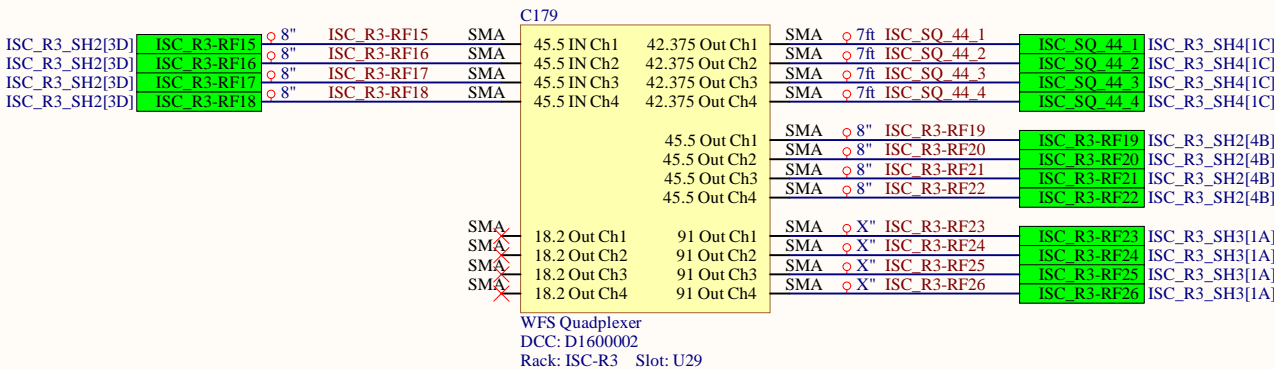 C179
ISC_R3_SH2[3D] ISC_R3-RF15 8" ISC_R3-RF15 SMA 45.5 IN Ch1 42.375 Out Ch1 SMA 7ft ISC_SQ_44_1 ISC_SQ_44_1 ISC_R3_SH4[1C]
ISC_R3_SH2[3D] ISC_R3-RF16 8" ISC_R3-RF16 SMA 45.5 IN Ch2 42.375 Out Ch2 SMA 7ft ISC_SQ_44_2 ISC_SQ_44_2 ISC_R3_SH4[1C]
ISC_R3_SH2[3D] ISC_R3-RF17 8" ISC_R3-RF17 SMA 45.5 IN Ch3 42.375 Out Ch3 SMA 7ft ISC_SQ_44_3 ISC_SQ_44_3 ISC_R3_SH4[1C]
ISC_R3_SH2[3D] ISC_R3-RF18 8" ISC_R3-RF18 SMA 45.5 IN Ch4 42.375 Out Ch4 SMA 7ft ISC_SQ_44_4 ISC_SQ_44_4 ISC_R3_SH4[1C]
45.5 Out Ch1 SMA 8" ISC_R3-RF19 ISC_R3-RF19 ISC_R3_SH2[4B]
45.5 Out Ch2 SMA 8" ISC_R3-RF20 ISC_R3-RF20 ISC_R3_SH2[4B]
45.5 Out Ch3 SMA 8" ISC_R3-RF21 ISC_R3-RF21 ISC_R3_SH2[4B]
45.5 Out Ch4 SMA 8" ISC_R3-RF22 ISC_R3-RF22 ISC_R3_SH2[4B]
SMA 18.2 Out Ch1 91 Out Ch1 SMA X" ISC_R3-RF23 ISC_R3-RF23 ISC_R3_SH3[1A]
SMA 18.2 Out Ch2 91 Out Ch2 SMA X" ISC_R3-RF24 ISC_R3-RF24 ISC_R3_SH3[1A]
SMA 18.2 Out Ch3 91 Out Ch3 SMA X" ISC_R3-RF25 ISC_R3-RF25 ISC_R3_SH3[1A]
SMA 18.2 Out Ch4 91 Out Ch4 SMA X" ISC_R3-RF26 ISC_R3-RF26 ISC_R3_SH3[1A]
WFS Quadplexer
DCC: D1600002
Rack: ISC-R3 Slot: U29